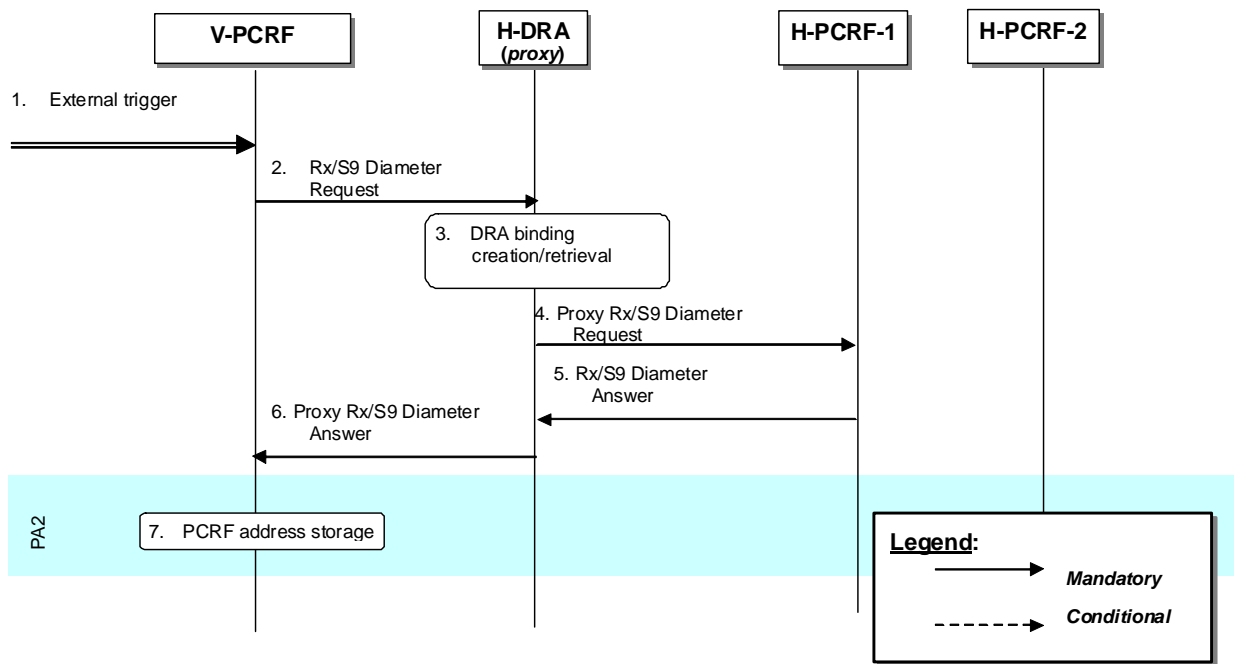 V-PCRF
H-DRA
(proxy)
H-PCRF-1
H-PCRF-2
1. External trigger
2. Rx/S9 Diameter
Request
3. DRA binding
creation/retrieval
4. Proxy Rx/S9 Diameter
Request
5. Rx/S9 Diameter
Answer
6. Proxy Rx/S9 Diameter
Answer
PA2
7. PCRF address storage
Legend:
Mandatory
Conditional